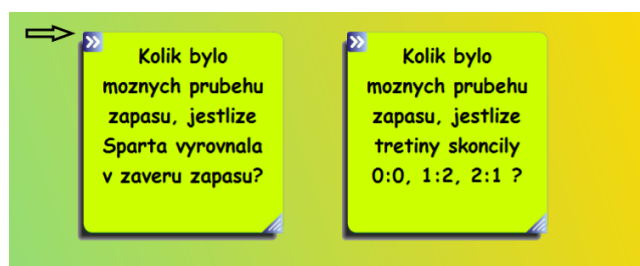 Kolik bylo
moznych prubehu
zapasu, jestlize
Sparta vyrovnala
v zaveru zapasu?
Kolik bylo
moznych prubehu
zapasu, jestlize
tretiny skoncily
0:0, 1:2, 2:1 ?